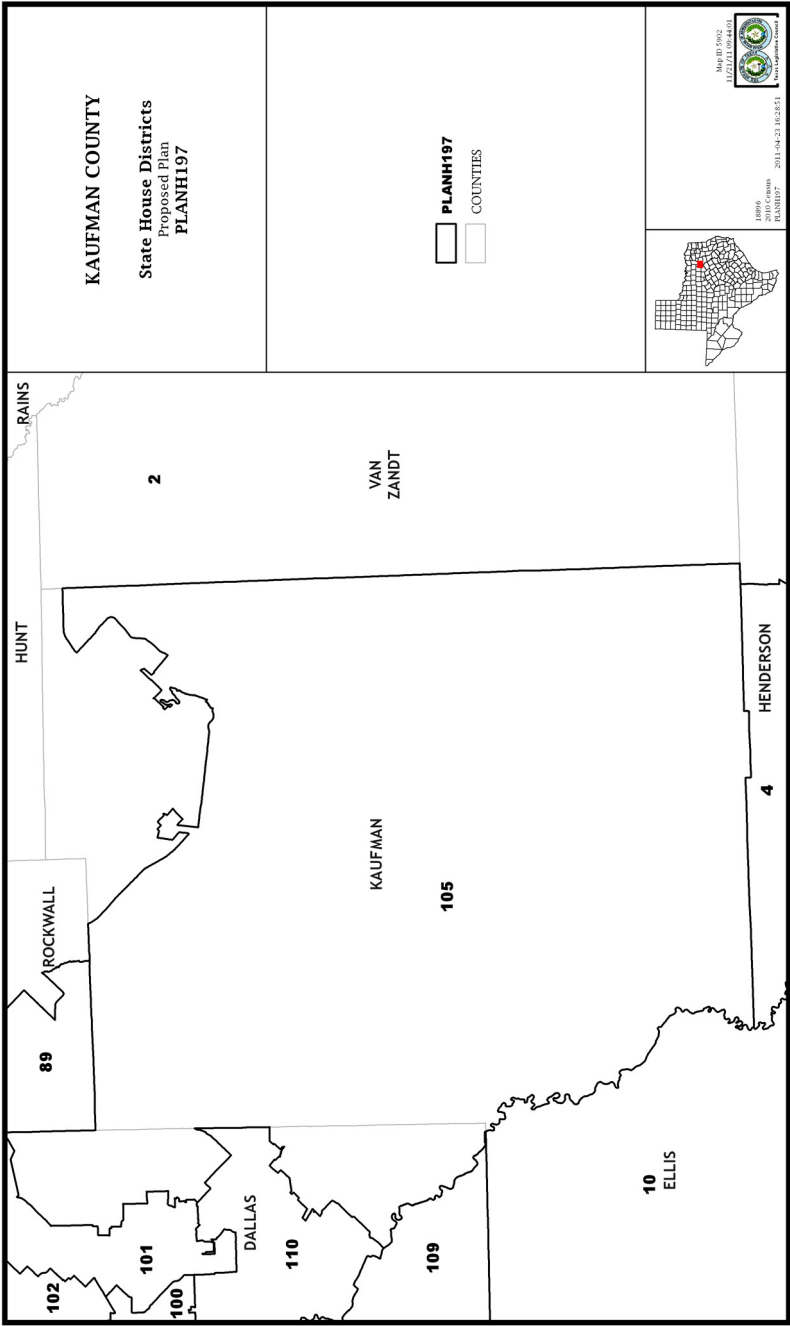 KAUFMAN COUNTY
State House Districts
Proposed Plan
PLANH197
PLANH197
COUNTIES
Map ID 5902
11/21/11 09:44:01
Texas Legislative Council
18896
2010 Census
PLANH197
2011-04-23 16:28:51
RAINS
HUNT
2
VAN
ZANDT
ROCKWALL
89
KAUFMAN
105
HENDERSON
4
102
101
100
DALLAS
110
109
10
ELLIS